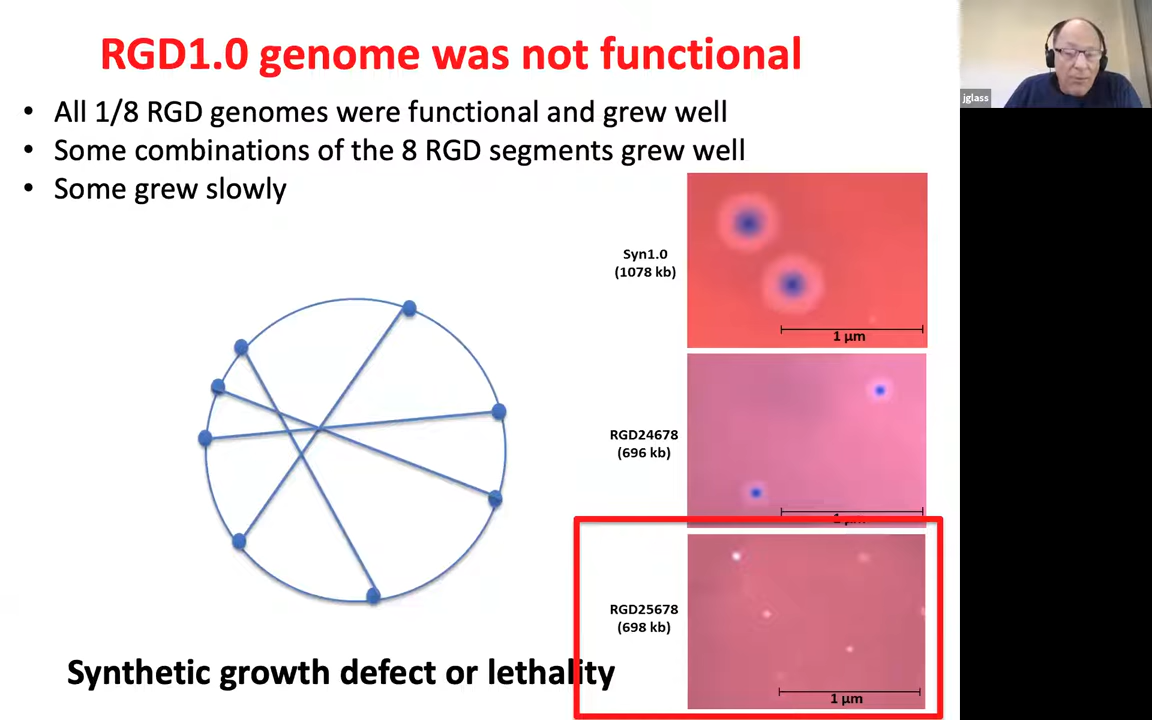 RGD1.0 genome was not functional
• All 1/8 RGD genomes were functional and grew well
• Some combinations of the 8 RGD segments grew well
• Some grew slowly
jglass
Syn1.0
(1078 kb)
1 µm
RGD24678
(696 kb)
1 µm
RGD25678
(698 kb)
1 µm
Synthetic growth defect or lethality